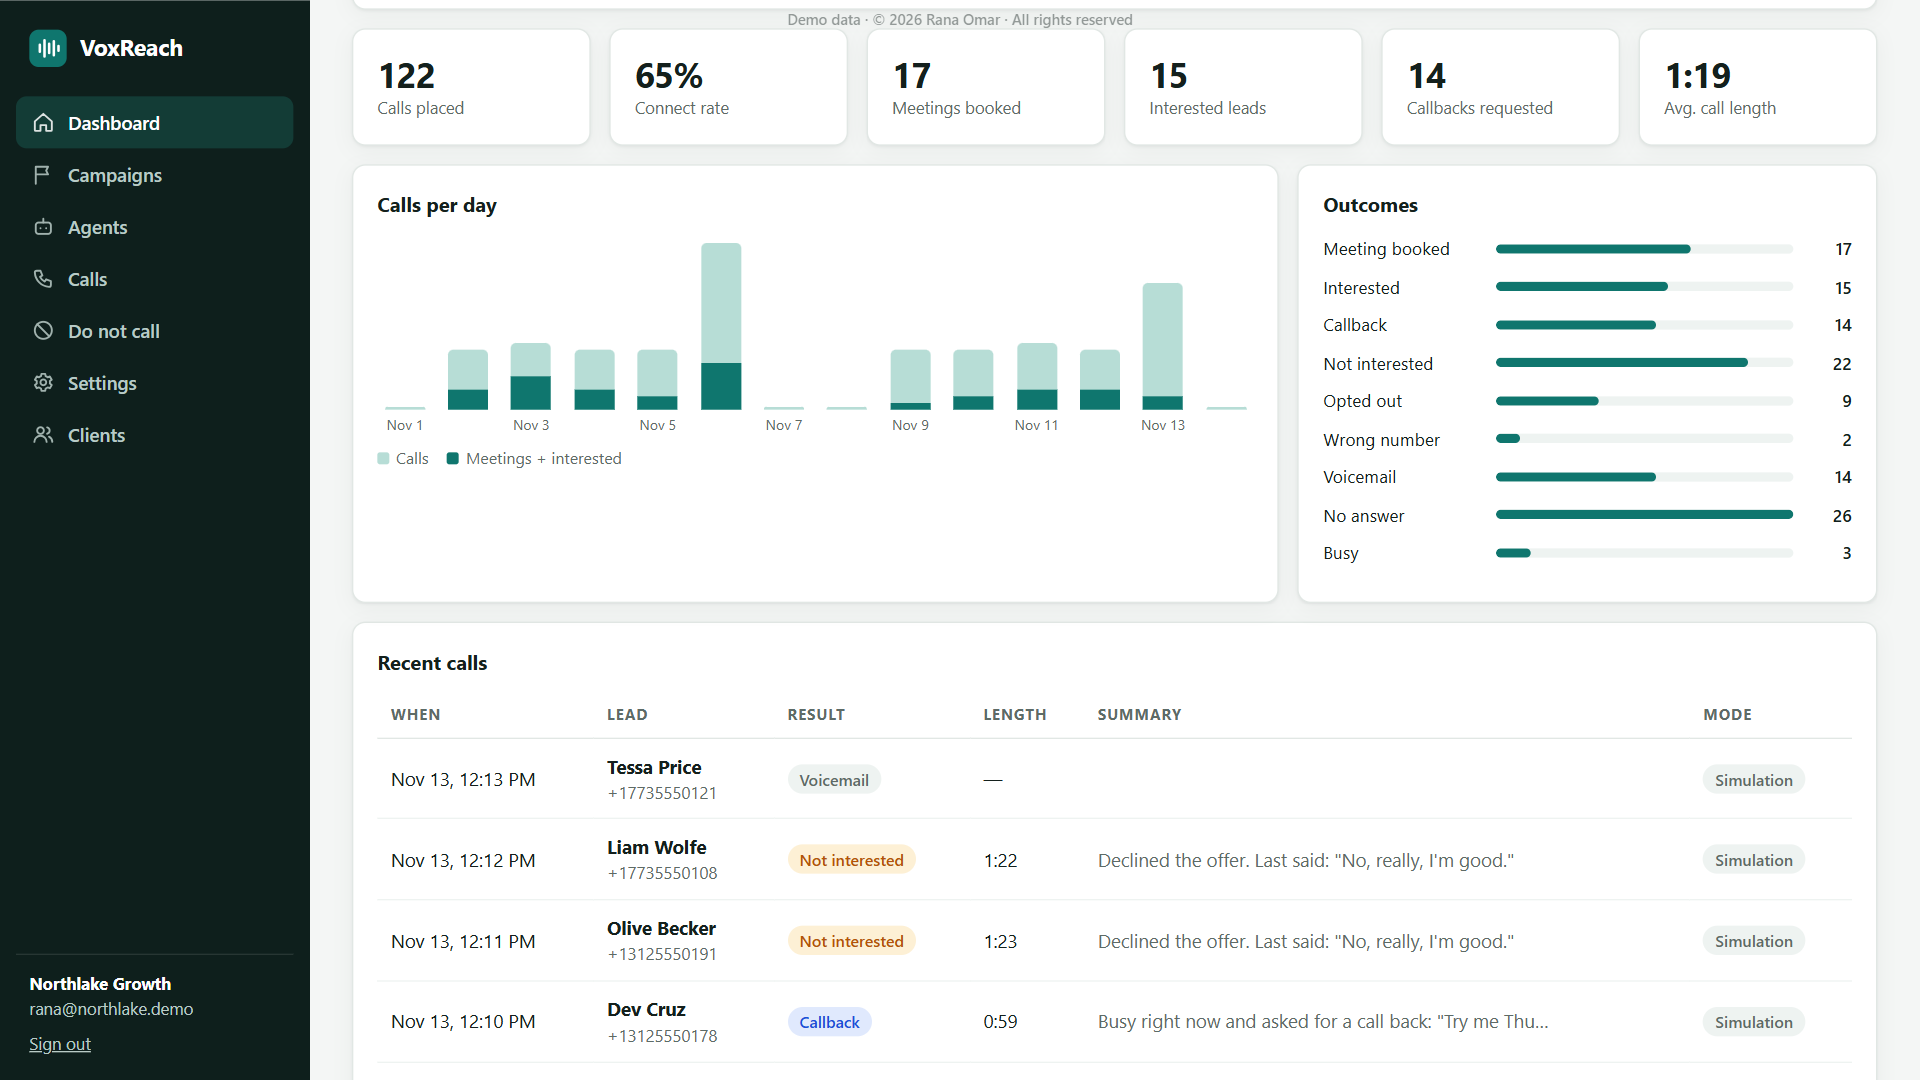 VoxReach
Dashboard
Campaigns
Agents
Calls
Do not call
Settings
Clients
Northlake Growth
rana@northlake.demo
Sign out
Demo data · © 2026 Rana Omar · All rights reserved
122
Calls placed
65%
Connect rate
17
Meetings booked
15
Interested leads
14
Callbacks requested
1:19
Avg. call length
Calls per day
Nov 1 Nov 3 Nov 5 Nov 7 Nov 9 Nov 11 Nov 13
Calls Meetings + interested
Outcomes
Meeting booked 17
Interested 15
Callback 14
Not interested 22
Opted out 9
Wrong number 2
Voicemail 14
No answer 26
Busy 3
Recent calls
WHEN LEAD RESULT LENGTH SUMMARY MODE
Nov 13, 12:13 PM Tessa Price Voicemail — Simulation
+17735550121
Nov 13, 12:12 PM Liam Wolfe Not interested 1:22 Declined the offer. Last said: "No, really, I'm good." Simulation
+17735550108
Nov 13, 12:11 PM Olive Becker Not interested 1:23 Declined the offer. Last said: "No, really, I'm good." Simulation
+13125550191
Nov 13, 12:10 PM Dev Cruz Callback 0:59 Busy right now and asked for a call back: "Try me Thu... Simulation
+13125550178